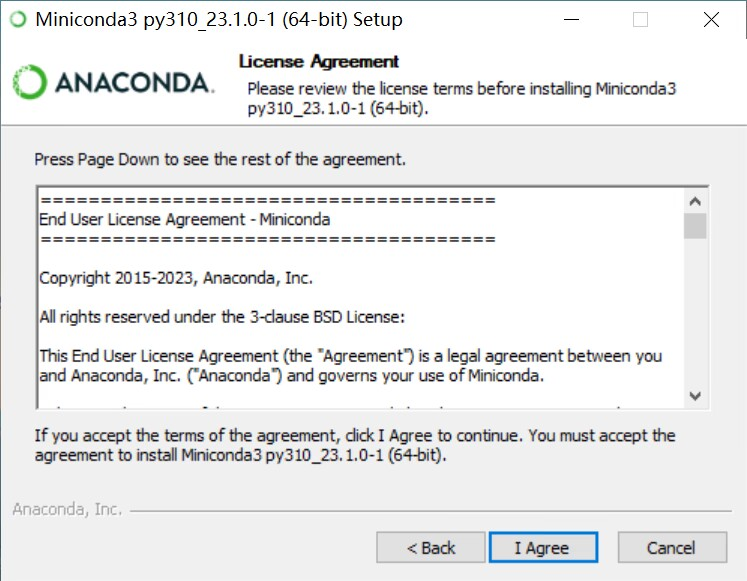 Miniconda3 py310_23.1.0-1 (64-bit) Setup
ANACONDA.
License Agreement
Please review the license terms before installing Miniconda3
py310_23.1.0-1 (64-bit).
Press Page Down to see the rest of the agreement.
======================================
End User License Agreement - Miniconda
======================================
Copyright 2015-2023, Anaconda, Inc.
All rights reserved under the 3-clause BSD License:
This End User License Agreement (the "Agreement") is a legal agreement between you
and Anaconda, Inc. ("Anaconda") and governs your use of Miniconda.
If you accept the terms of the agreement, click I Agree to continue. You must accept the
agreement to install Miniconda3 py310_23.1.0-1 (64-bit).
Anaconda, Inc.
< Back
I Agree
Cancel